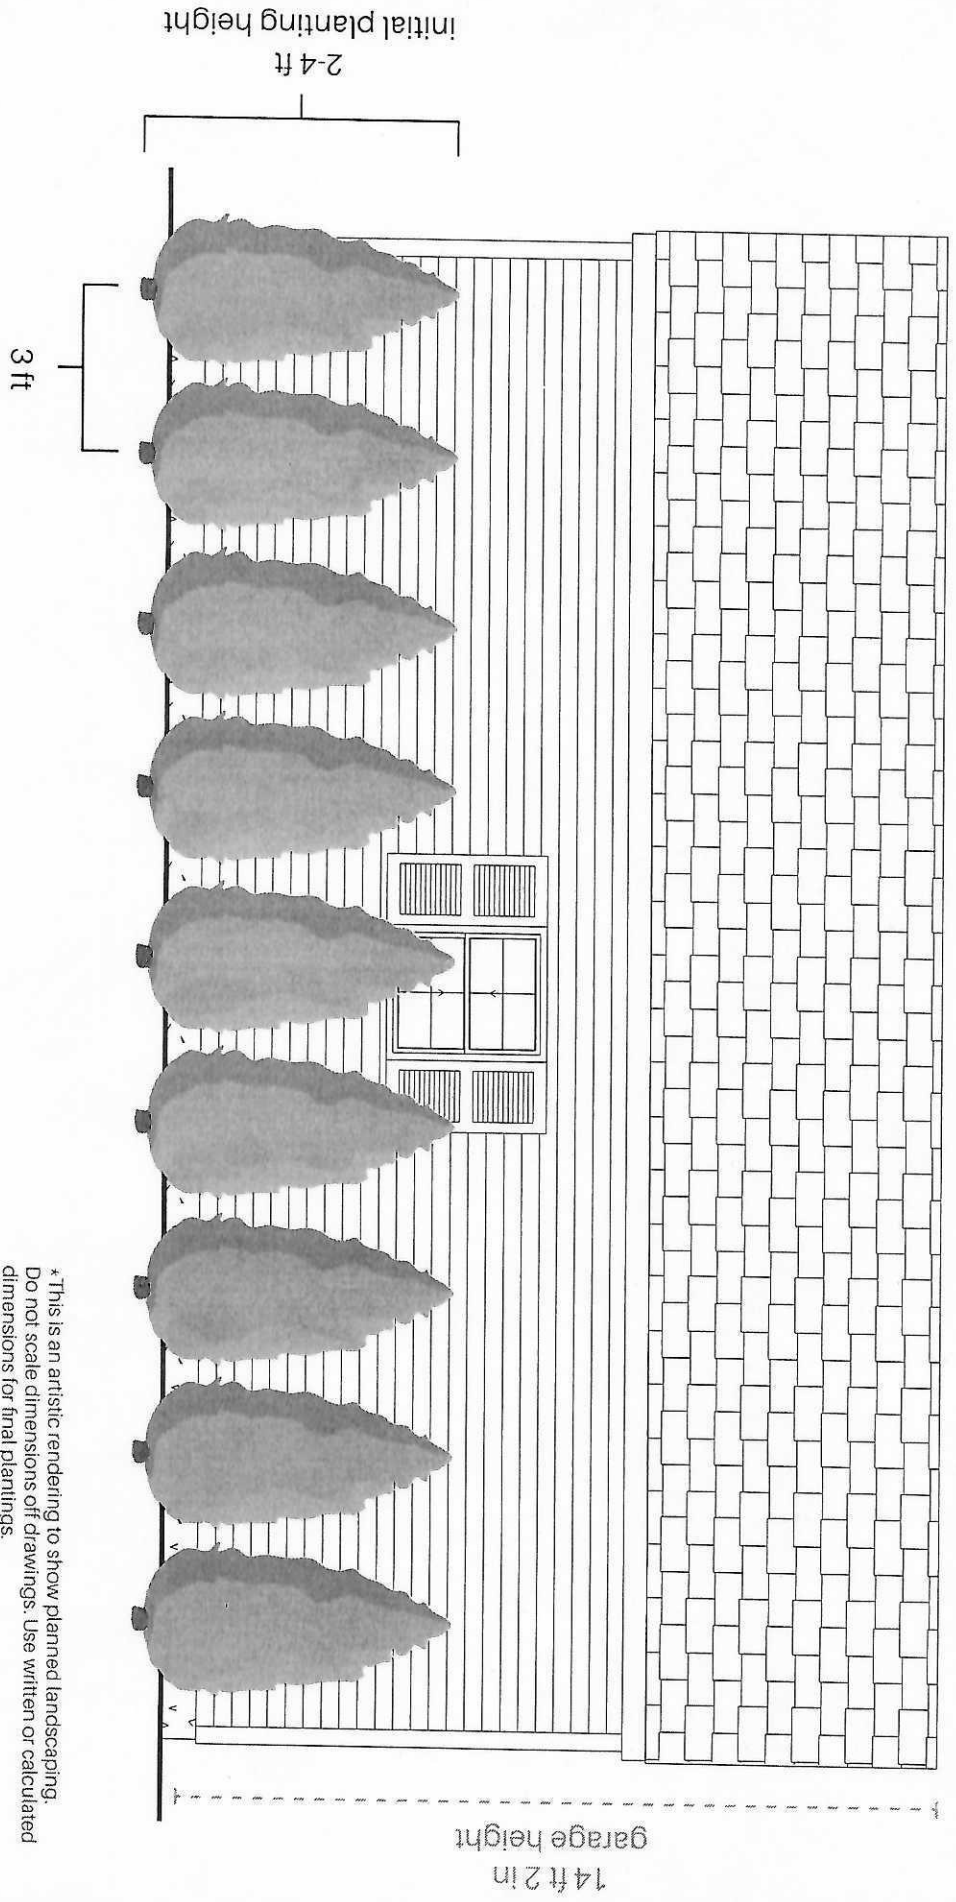 2-4 ft
initial planting height
3 ft
14 ft 2 in
garage height
*This is an artistic rendering to show planned landscaping.
Do not scale dimensions off drawings. Use written or calculated
dimensions for final plantings.